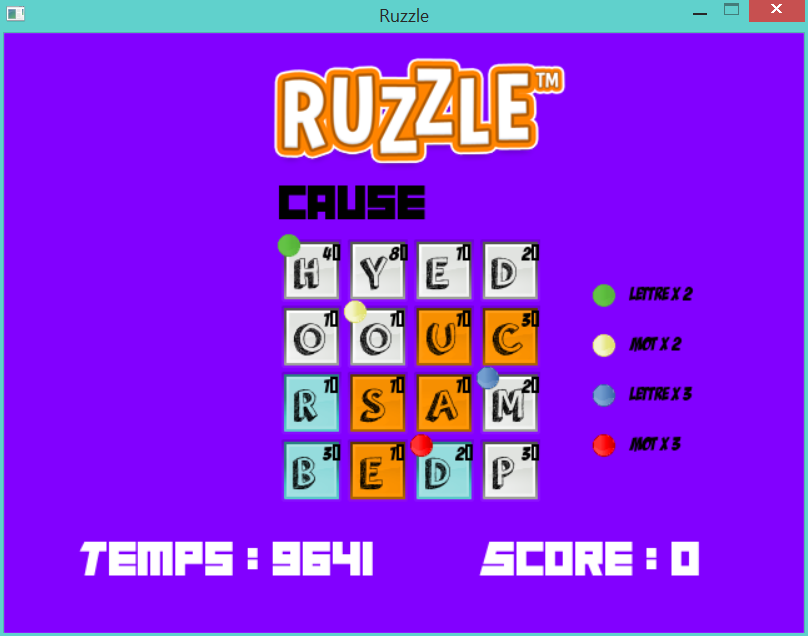 Ruzzle
RUZZLE™
CAUSE
4 8 1 2
H Y E D
1 1 1 3
O O U C
1 1 1 2
R S A M
3 1 2 3
B E D P
LETTRE X 2
MOT X 2
LETTRE X 3
MOT X 3
TEMPS : 9641
SCORE : 0